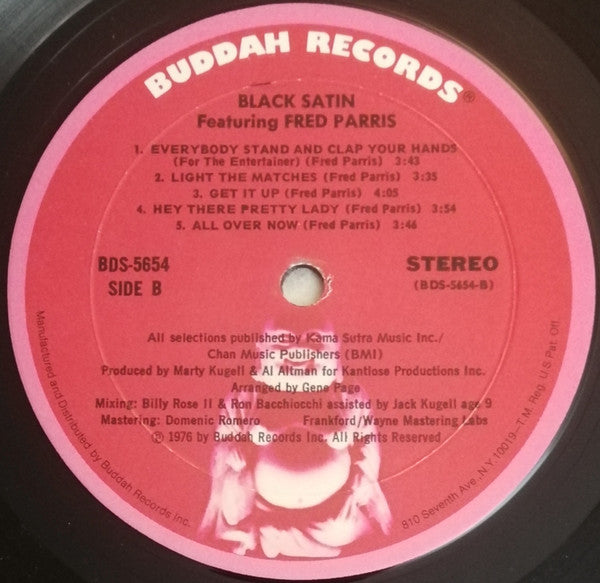 BUDDAH RECORDS®
BLACK SATIN
Featuring FRED PARRIS
1. EVERYBODY STAND AND CLAP YOUR HANDS
(For The Entertainer) (Fred Parris) 3:43
2. LIGHT THE MATCHES (Fred Parris) 3:35
3. GET IT UP (Fred Parris) 4:05
4. HEY THERE PRETTY LADY (Fred Parris) 3:54
5. ALL OVER NOW (Fred Parris) 3:46
BDS-5654
SIDE B
STEREO
(BDS-5654-B)
All selections published by Kama Sutra Music Inc./
Chan Music Publishers (BMI)
Produced by Marty Kugell & Al Altman for Kantlose Productions Inc.
Arranged by Gene Page
Mixing: Billy Rose II & Ron Bacchiocchi assisted by Jack Kugell age 9
Mastering: Domenic Romero Frankford/Wayne Mastering Labs
℗ 1976 by Buddah Records Inc. All Rights Reserved
Manufactured and Distributed by Buddah Records Inc.
810 Seventh Ave., N.Y. 10019—T.M. Reg. U.S. Pat. Off.